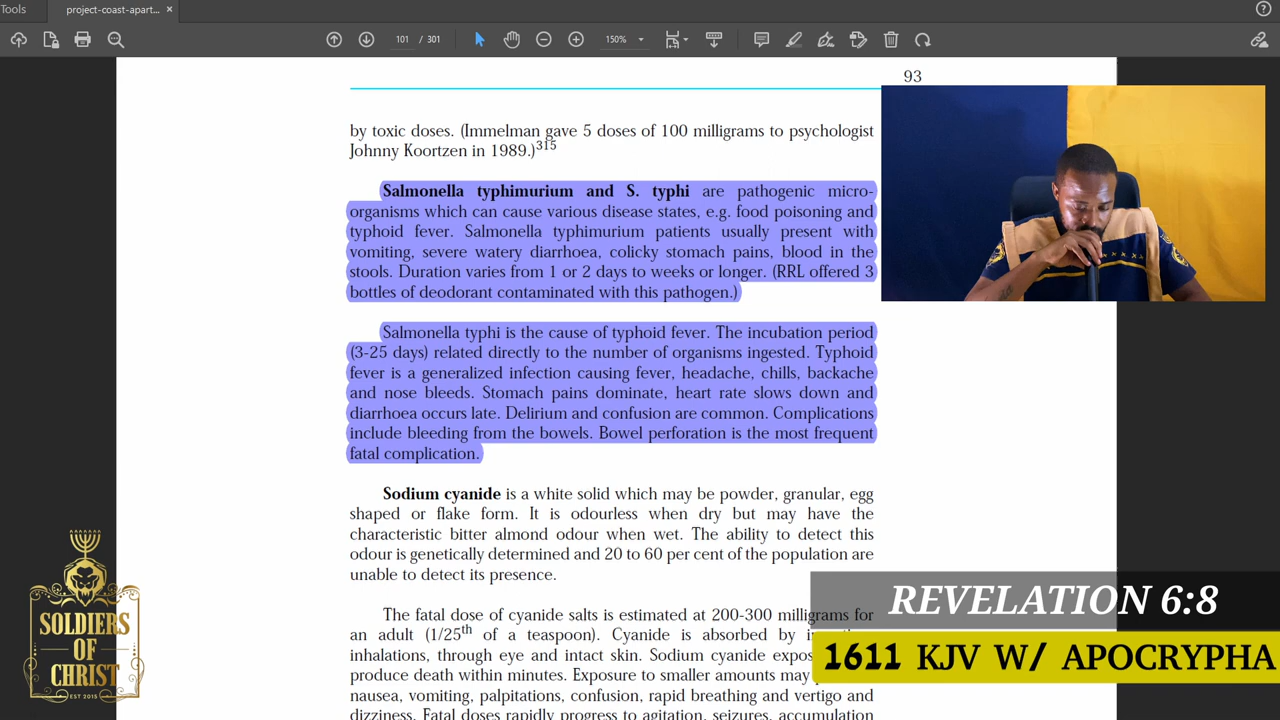 Tools
project-coast-apart... ×
101 / 301
150%
93
by toxic doses. (Immelman gave 5 doses of 100 milligrams to psychologist
Johnny Koortzen in 1989.)315
Salmonella typhimurium and S. typhi are pathogenic micro-
organisms which can cause various disease states, e.g. food poisoning and
typhoid fever. Salmonella typhimurium patients usually present with
vomiting, severe watery diarrhoea, colicky stomach pains, blood in the
stools. Duration varies from 1 or 2 days to weeks or longer. (RRL offered 3
bottles of deodorant contaminated with this pathogen.)
Salmonella typhi is the cause of typhoid fever. The incubation period
(3-25 days) related directly to the number of organisms ingested. Typhoid
fever is a generalized infection causing fever, headache, chills, backache
and nose bleeds. Stomach pains dominate, heart rate slows down and
diarrhoea occurs late. Delirium and confusion are common. Complications
include bleeding from the bowels. Bowel perforation is the most frequent
fatal complication.
Sodium cyanide is a white solid which may be powder, granular, egg
shaped or flake form. It is odourless when dry but may have the
characteristic bitter almond odour when wet. The ability to detect this
odour is genetically determined and 20 to 60 per cent of the population are
unable to detect its presence.
The fatal dose of cyanide salts is estimated at 200-300 milligrams for
an adult (1/25th of a teaspoon). Cyanide is absorbed by
inhalations, through eye and intact skin. Sodium cyanide
produce death within minutes. Exposure to smaller amounts may
nausea, vomiting, palpitations, confusion, rapid breathing and vertigo and
dizziness. Fatal doses rapidly progress to agitation, seizures, accumulation
REVELATION 6:8
1611 KJV W/ APOCRYPHA
SOLDIERS
OF
CHRIST
EST 2015